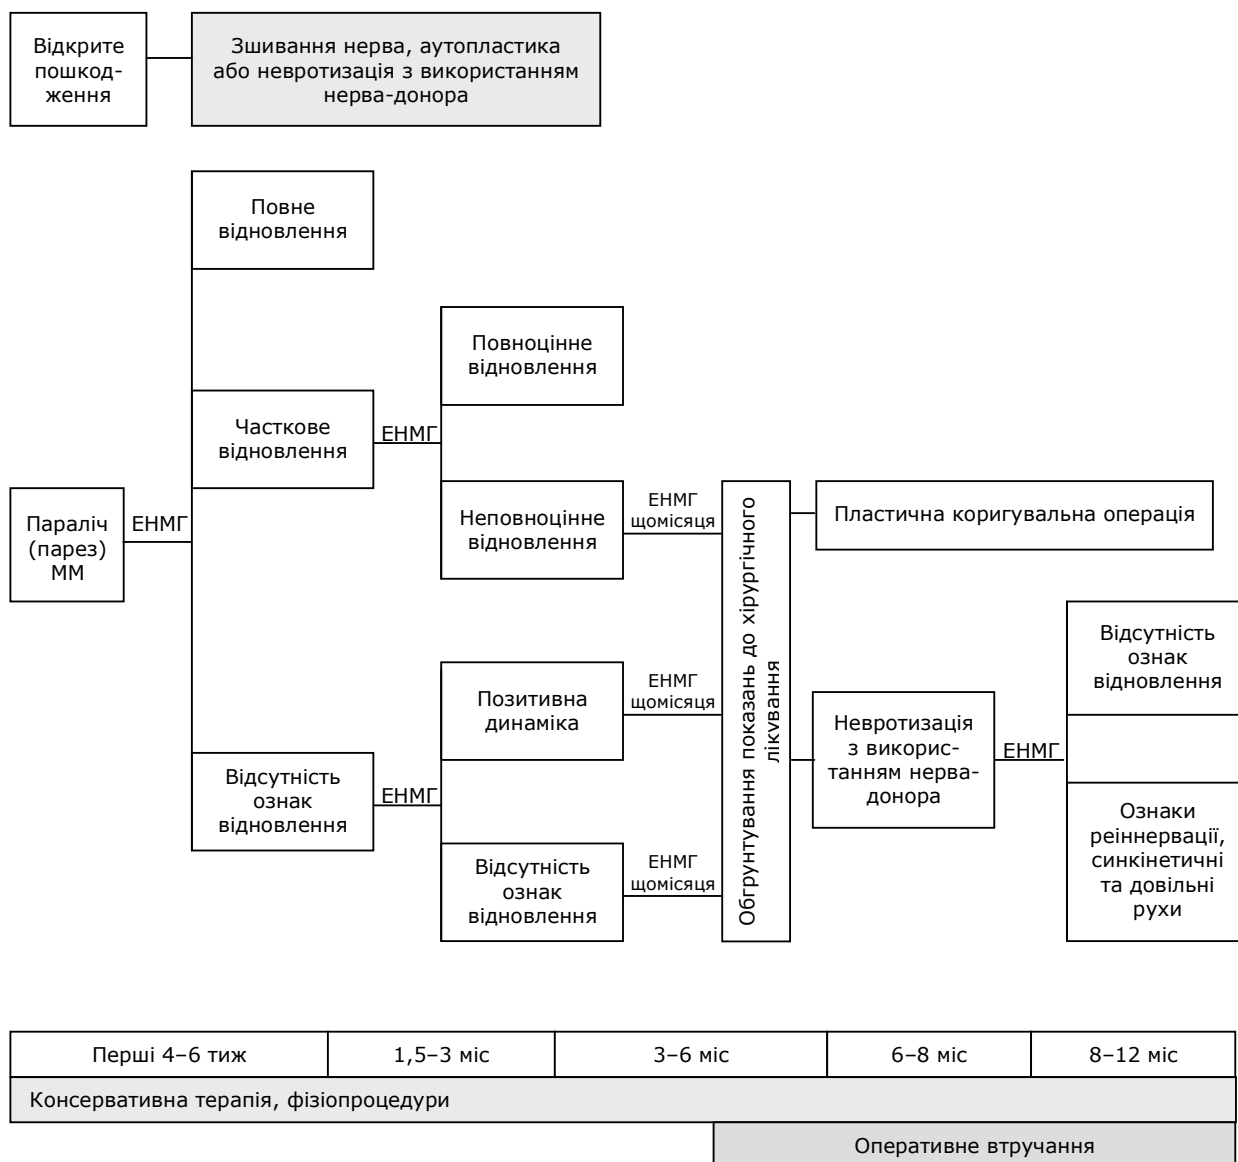 Відкрите
пошкод-
ження
Зшивання нерва, аутопластика
або невротизація з використанням
нерва-донора
Повне
відновлення
Повноцінне
відновлення
Часткове
відновлення
ЕНМГ
Параліч
(парез)
ММ
ЕНМГ
Неповноцінне
відновлення
ЕНМГ
щомісяця
Обгрунтування показань до хірургічного
лікування
Пластична коригувальна операція
Позитивна
динаміка
ЕНМГ
щомісяця
Невротизація
з викорис-
танням нерва-
донора
ЕНМГ
Відсутність
ознак
відновлення
Відсутність
ознак
відновлення
ЕНМГ
Відсутність
ознак
відновлення
ЕНМГ
щомісяця
Ознаки
реіннервації,
синкінетичні
та довільні
рухи
Перші 4–6 тиж
1,5–3 міс
3–6 міс
6–8 міс
8–12 міс
Консервативна терапія, фізіопроцедури
Оперативне втручання